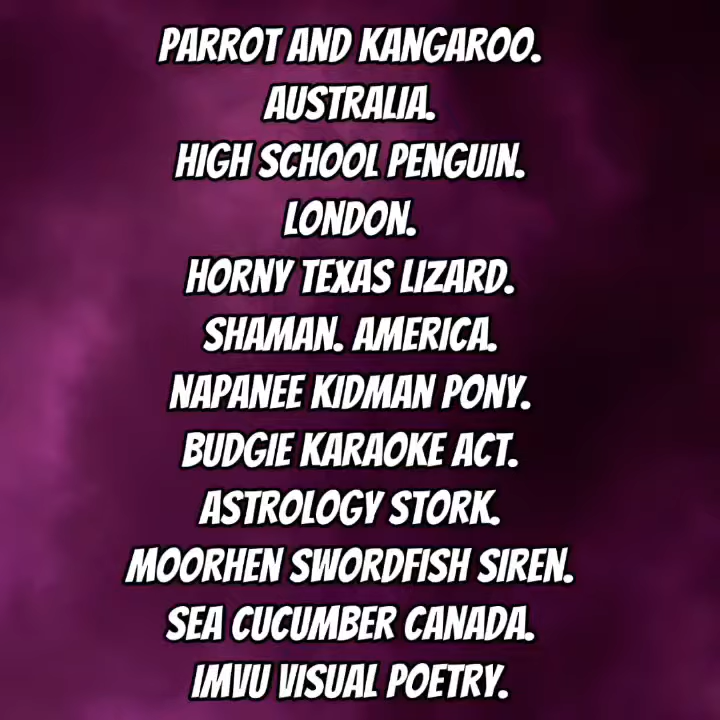 PARROT AND KANGAROO.
AUSTRALIA.
HIGH SCHOOL PENGUIN.
LONDON.
HORNY TEXAS LIZARD.
SHAMAN. AMERICA.
NAPANEE KIDMAN PONY.
BUDGIE KARAOKE ACT.
ASTROLOGY STORK.
MOORHEN SWORDFISH SIREN.
SEA CUCUMBER CANADA.
IMVU VISUAL POETRY.